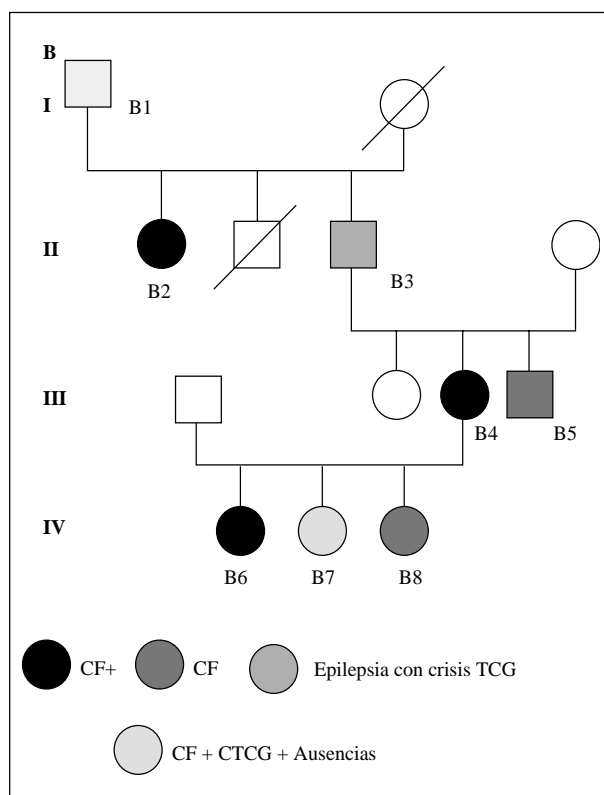 B
I
B1
II
B2
B3
III
B4
B5
IV
B6
B7
B8
CF+
CF
Epilepsia con crisis TCG
CF + CTCG + Ausencias